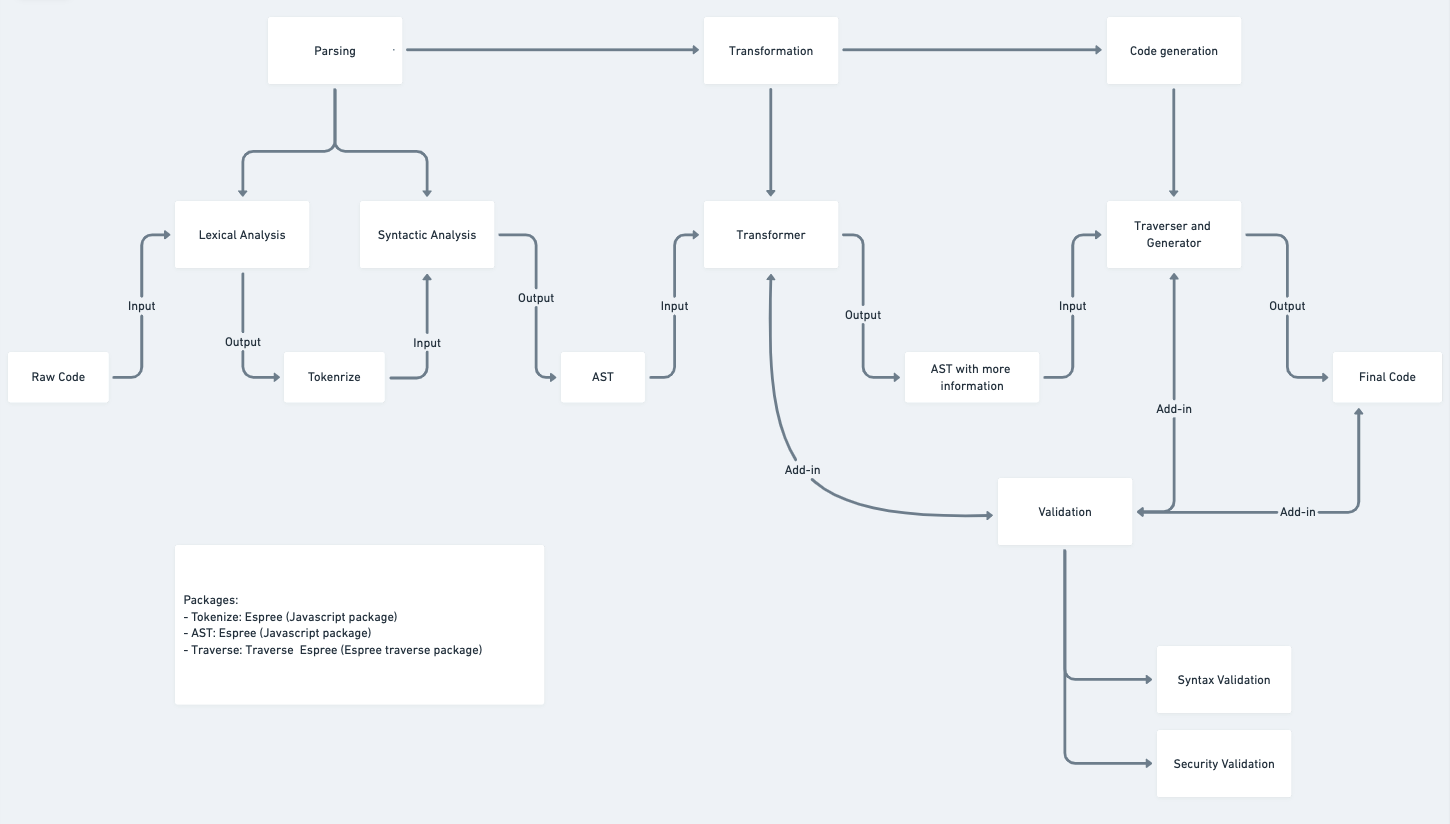 Parsing
Transformation
Code generation
Lexical Analysis
Syntactic Analysis
Transformer
Traverser and
Generator
Input
Output
Input
Output
Input
Output
Input
Output
Raw Code
Tokenrize
AST
AST with more
information
Final Code
Add-in
Add-in
Add-in
Validation
Packages:
- Tokenize: Espree (Javascript package)
- AST: Espree (Javascript package)
- Traverse: Traverse  Espree (Espree traverse package)
Syntax Validation
Security Validation